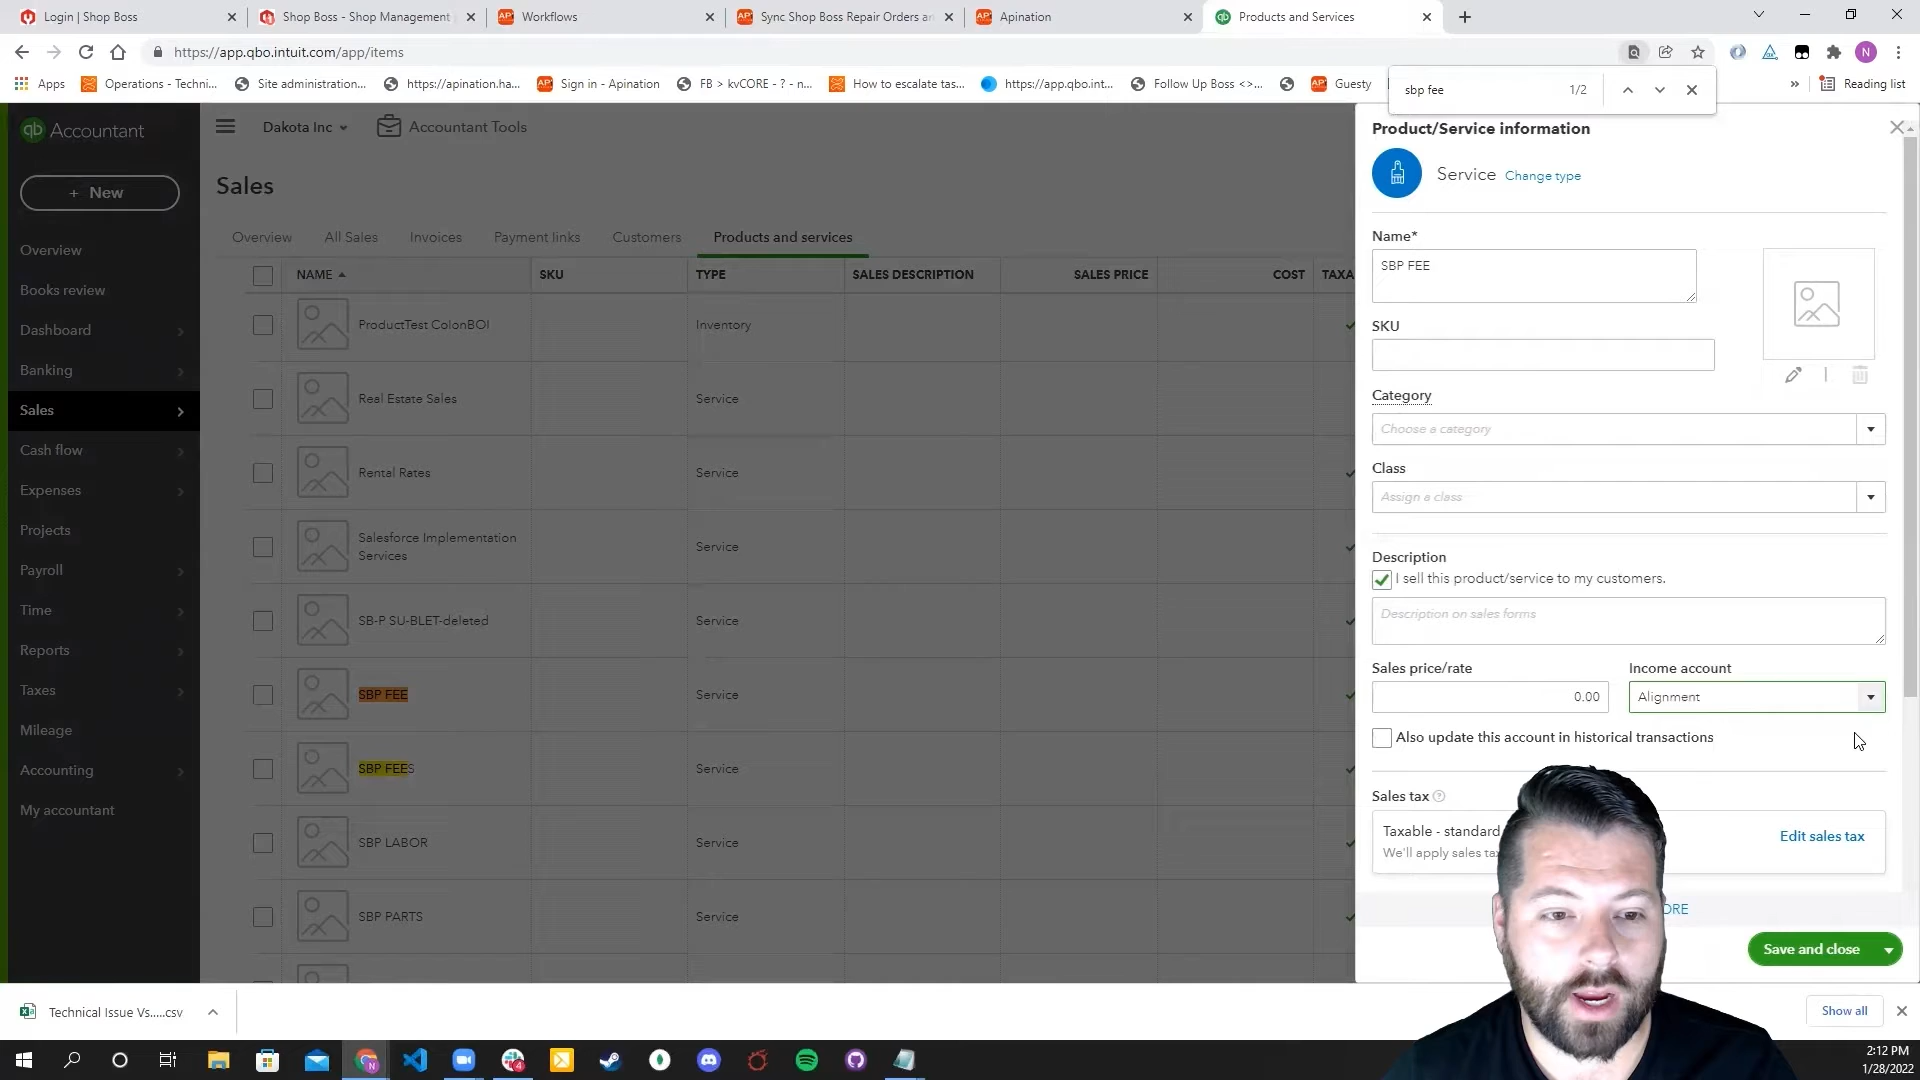 Login | Shop Boss
Shop Boss - Shop Management
Workflows
Sync Shop Boss Repair Orders an
Apination
Products and Services
https://app.qbo.intuit.com/app/items
N
Apps
Operations - Techni...
Site administration...
https://apination.ha...
Sign in - Apination
FB > kvCORE - ? - n...
How to escalate tas...
https://app.qbo.int...
Follow Up Boss <>...
Guesty
» Reading list
sbp fee 1/2
qb Accountant
Dakota Inc
Accountant Tools
+ New
Overview
Books review
Dashboard
Banking
Sales
Cash flow
Expenses
Projects
Payroll
Time
Reports
Taxes
Mileage
Accounting
My accountant
Sales
Overview
All Sales
Invoices
Payment links
Customers
Products and services
NAME SKU TYPE SALES DESCRIPTION SALES PRICE COST TAXA
ProductTest ColonBOI Inventory
Real Estate Sales Service
Rental Rates Service
Salesforce Implementation
Services
Service
SB-P SU-BLET-deleted Service
SBP FEE Service
SBP FEES Service
SBP LABOR Service
SBP PARTS Service
Product/Service information
Service Change type
Name*
SBP FEE
SKU
Category
Choose a category
Class
Assign a class
Description
I sell this product/service to my customers.
Description on sales forms
Sales price/rate
Income account
0.00
Alignment
Also update this account in historical transactions
Sales tax
Taxable - standard
We'll apply sales tax
Edit sales tax
ORE
Save and close
Technical Issue Vs.....csv
Show all
4
N
2:12 PM
1/28/2022